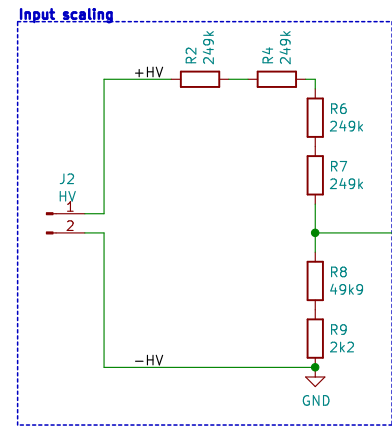 Input scaling
+HV
R2
249k
R4
249k
R6
249k
R7
249k
J2
HV
1
2
R8
49k9
R9
2k2
-HV
GND